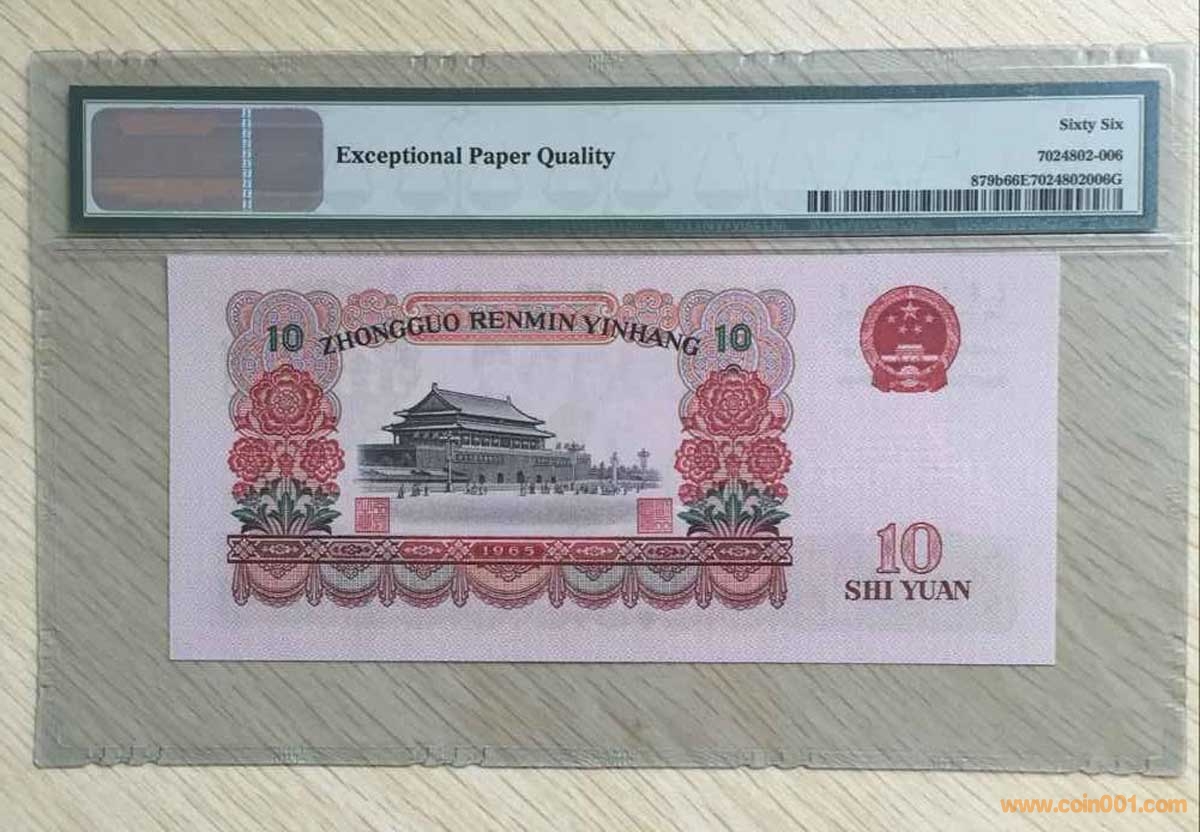 Sixty Six
Exceptional Paper Quality
7024802-006
879b66E7024802006G
10 ZHONGGUO RENMIN YINHANG 10
1965
10
SHI YUAN
www.coin001.com